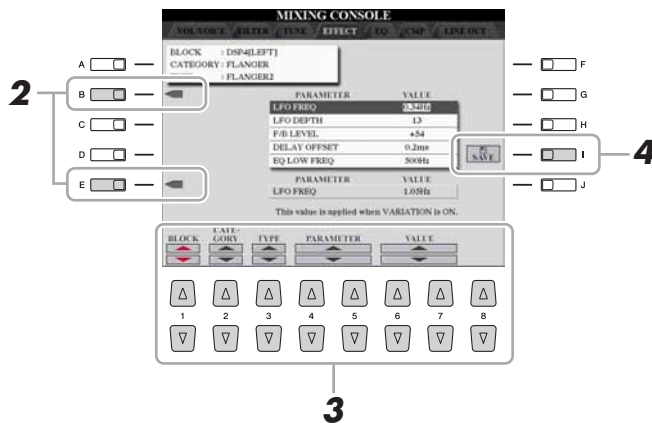 MIXING CONSOLE
VOL/VOICE FILTER TUNE EFFECT EQ CMP LINE OUT
BLOCK : DSP4[LEFT]
CATEGORY : FLANGER
: FLANGER2
A
B
C
D
E
F
G
H
I
J
2
4
PARAMETER VALUE
LFO FREQ 0.34Hz
LFO DEPTH 13
F/B LEVEL +54
DELAY OFFSET 0.2ms
EQ LOW FREQ 500Hz
SAVE
PARAMETER VALUE
LFO FREQ 1.05Hz
This value is applied when VARIATION is ON.
BLOCK CATE-GORY TYPE PARAMETER VALUE
1 2 3 4 5 6 7 8
3